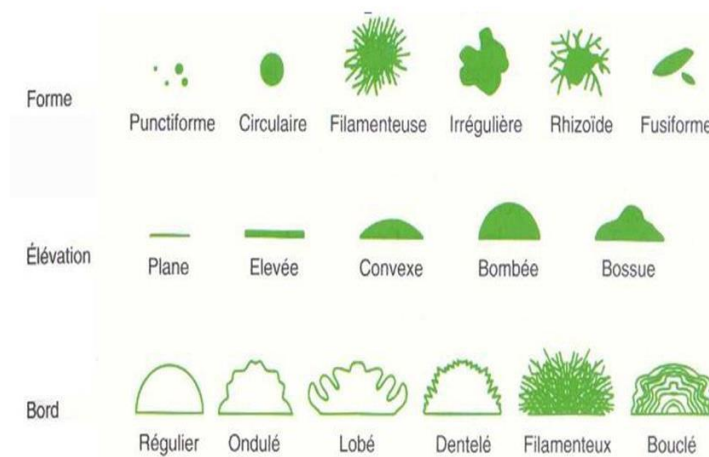 Forme
Punctiforme Circulaire Filamenteuse Irrégulière Rhizoïde Fusiforme
Élévation
Plane Elevée Convexe Bombée Bossue
Bord
Régulier Ondulé Lobé Dentelé Filamenteux Bouclé